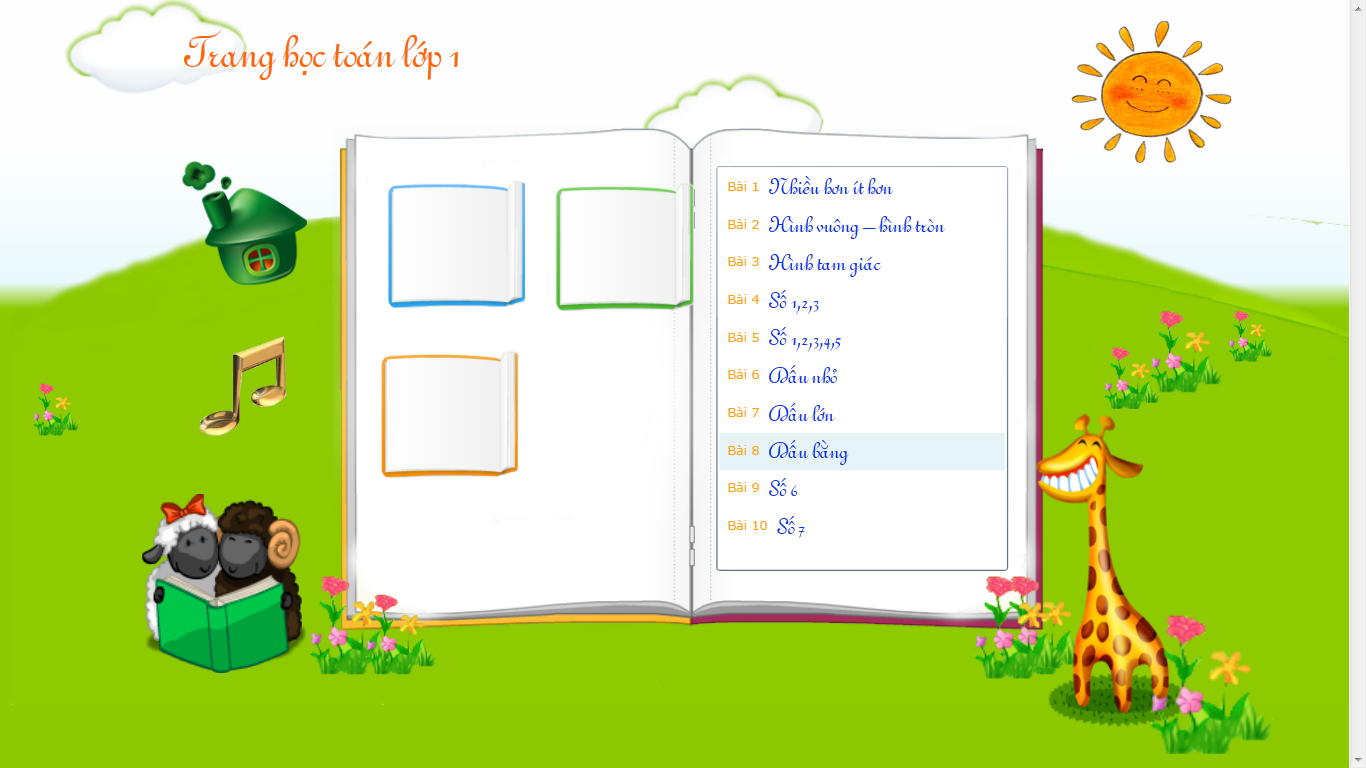 Trang học toán lớp 1
Bài 1 Nhiều hơn ít hơn
Bài 2 Hình vuông – hình tròn
Bài 3 Hình tam giác
Bài 4 Số 1,2,3
Bài 5 Số 1,2,3,4,5
Bài 6 Dấu nhỏ
Bài 7 Dấu lớn
Bài 8 Dấu bằng
Bài 9 Số 6
Bài 10 Số 7